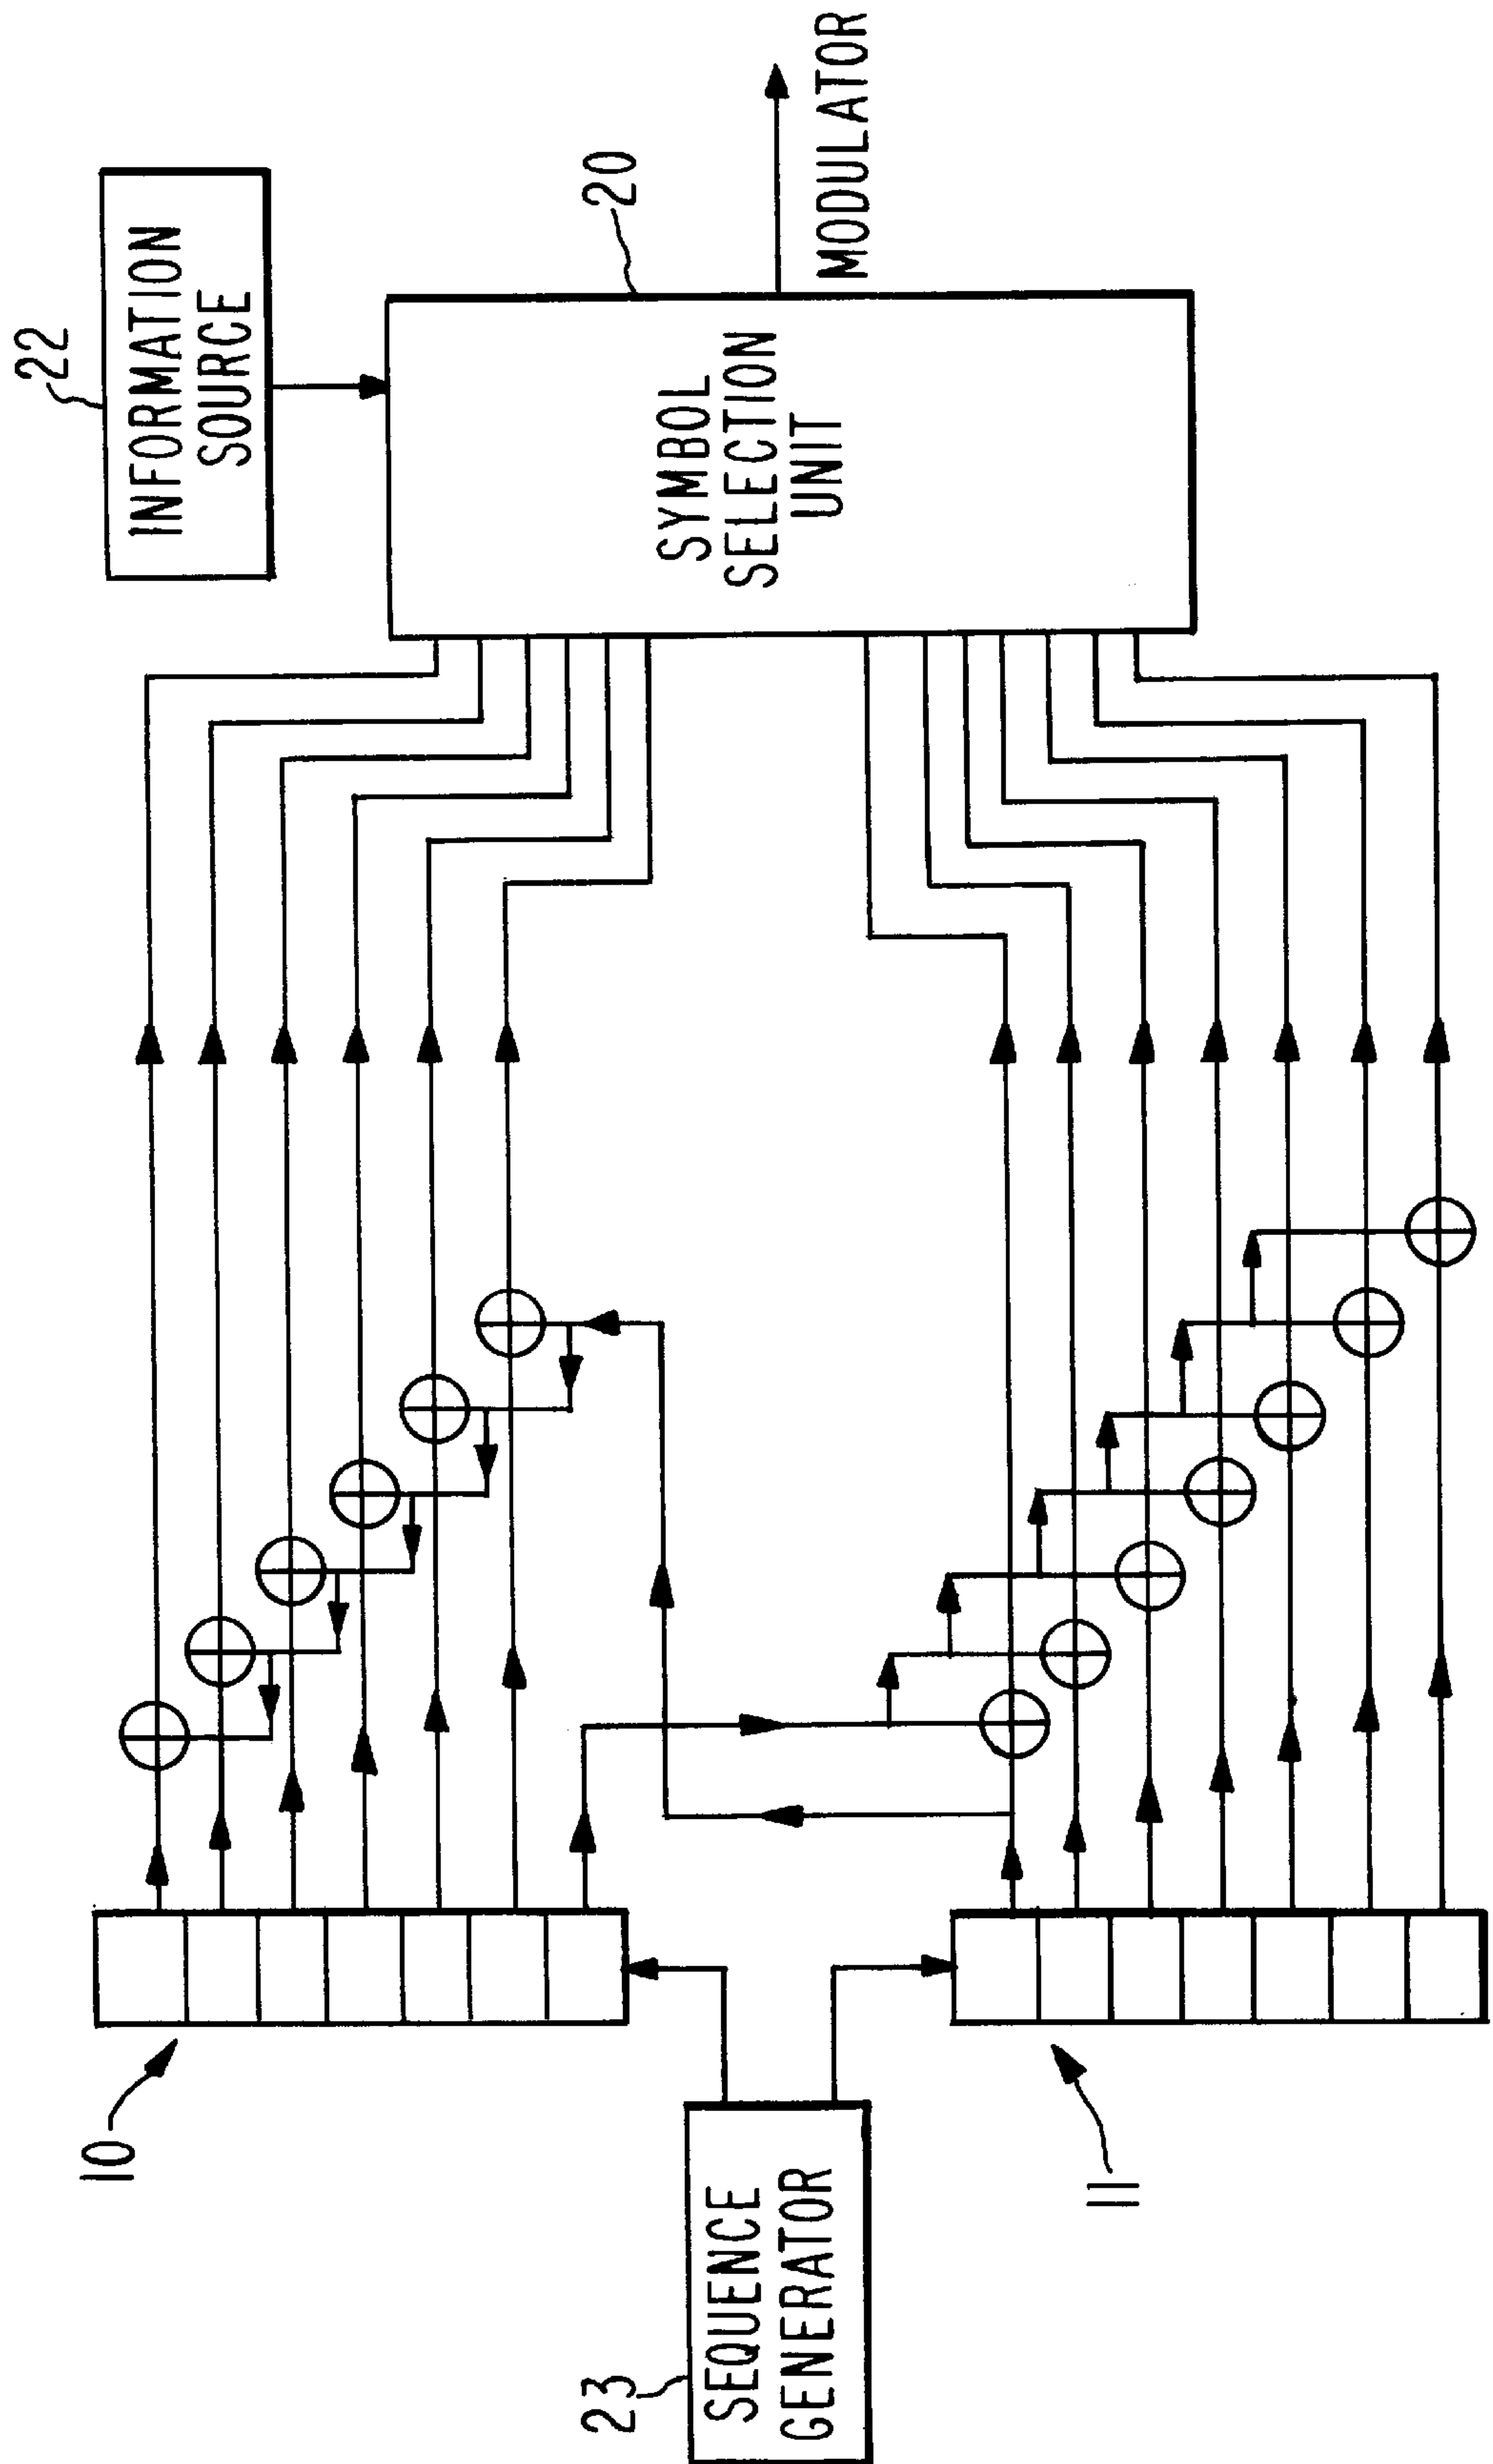 22
INFORMATION
SOURCE
20
MODULATOR
SYMBOL
SELECTION
UNIT
10
11
23
SEQUENCE
GENERATOR